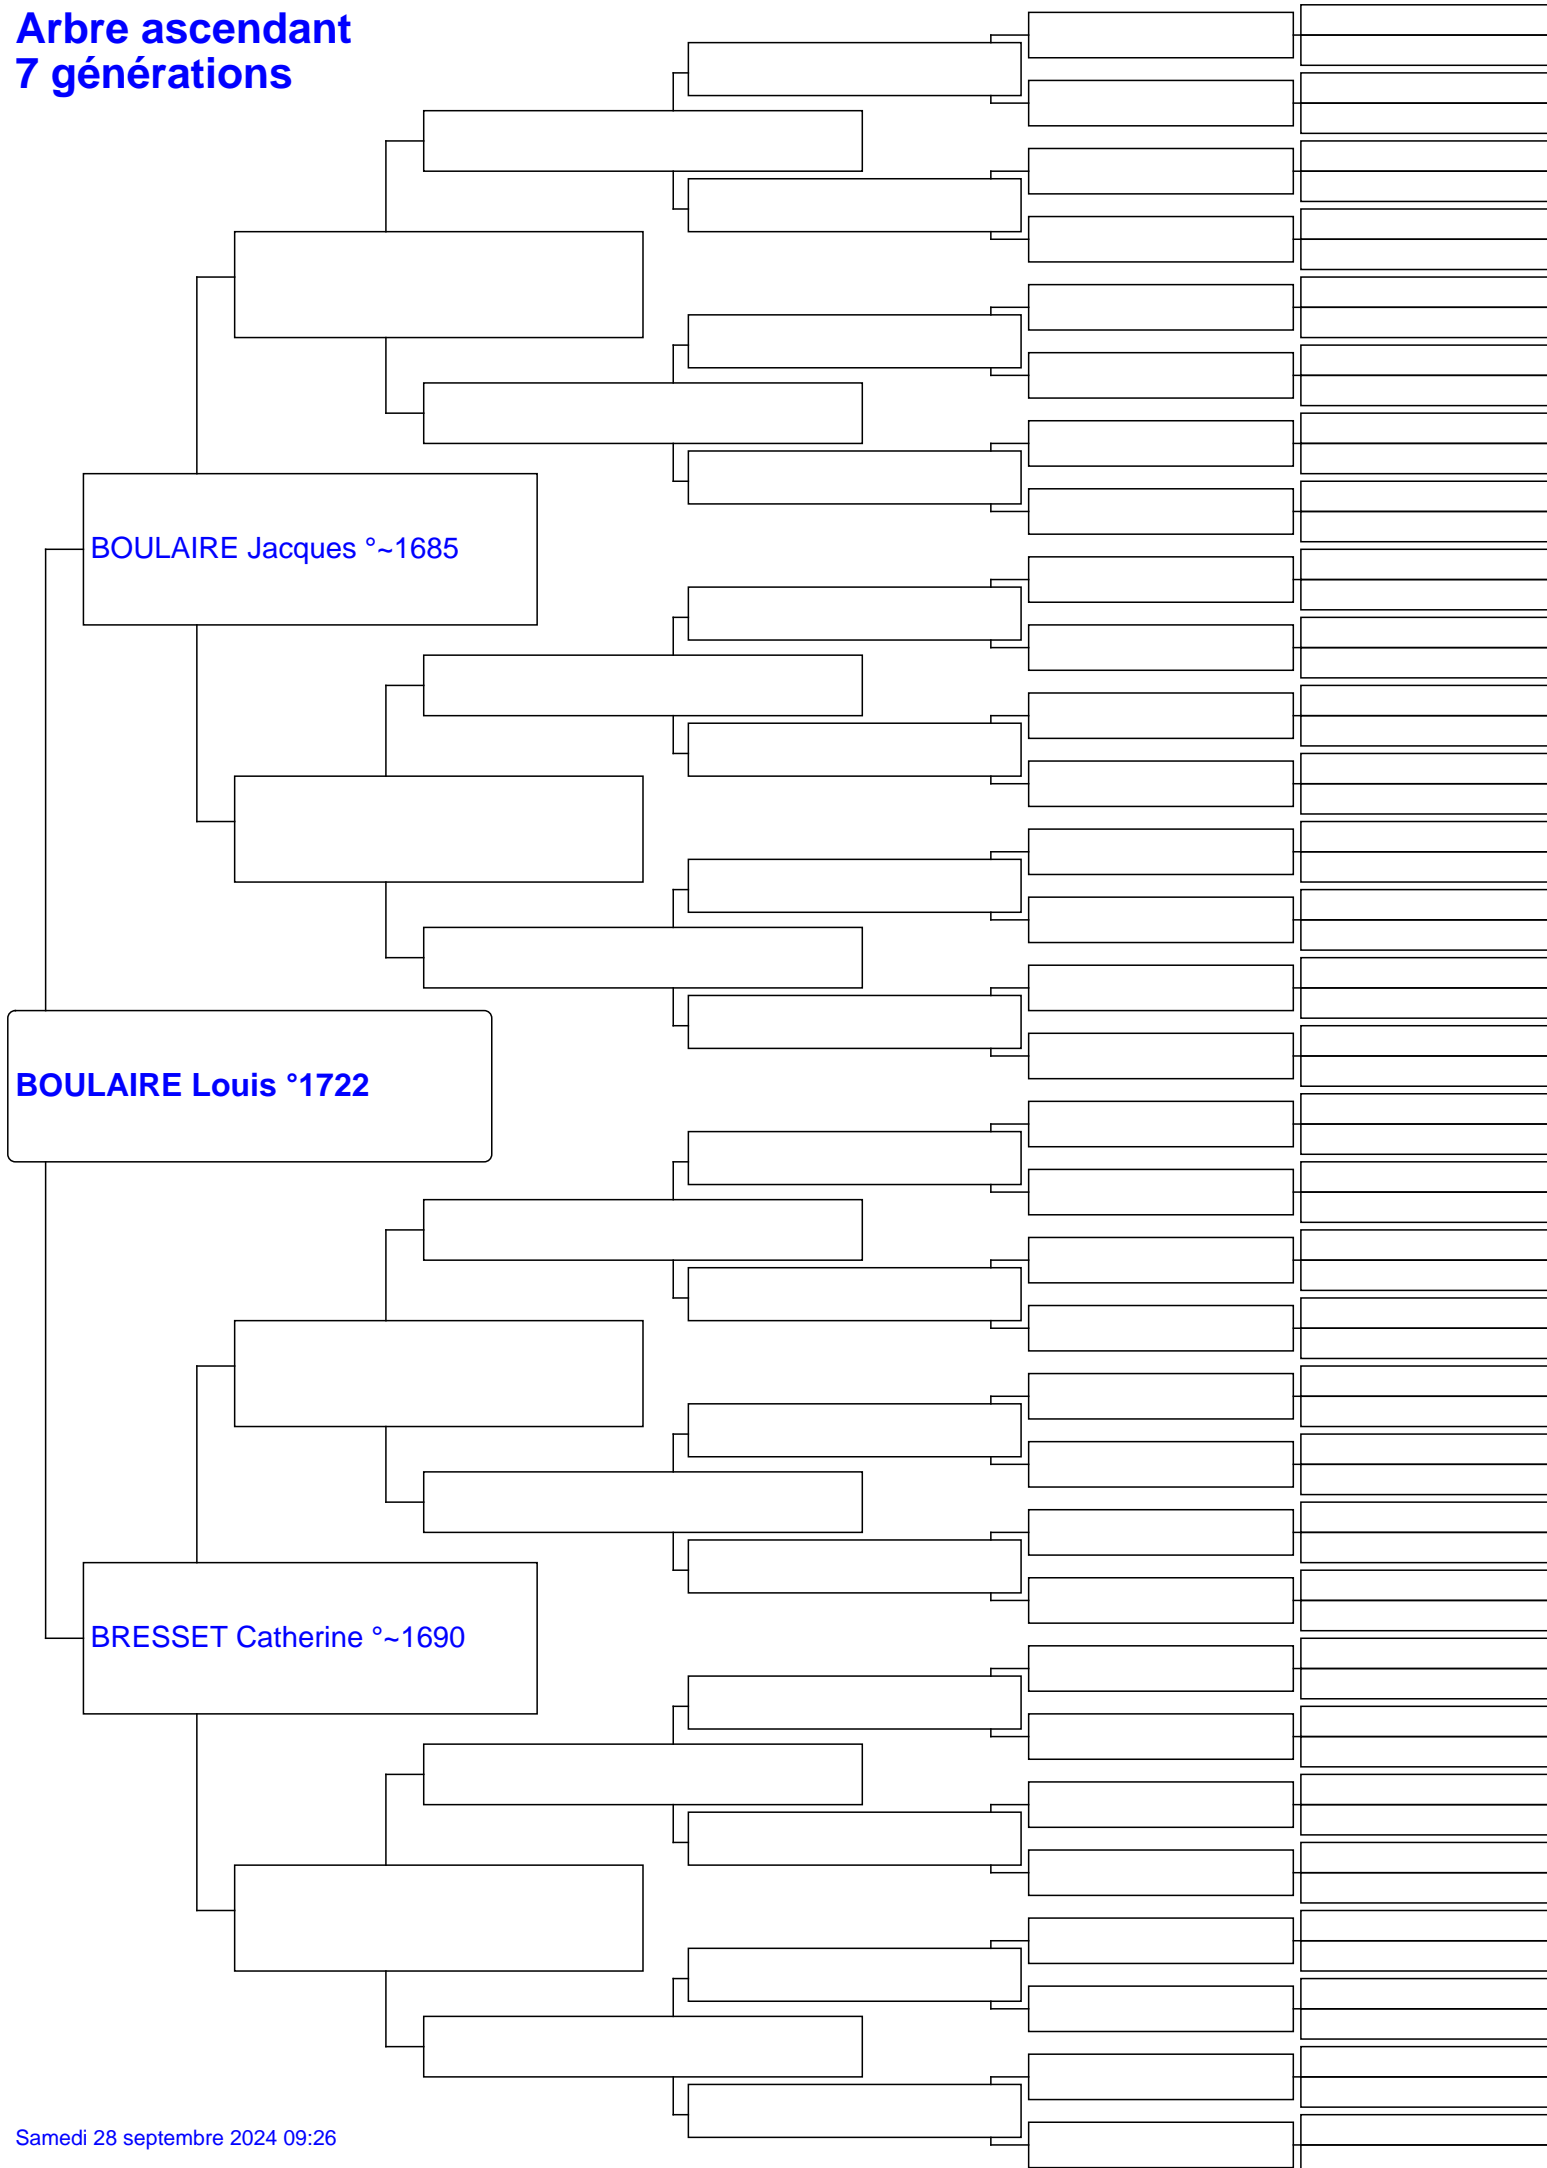 Arbre ascendant
7 générations
BOULAIRE Jacques °~1685
BOULAIRE Louis °1722
BRESSET Catherine °~1690
Samedi 28 septembre 2024 09:26